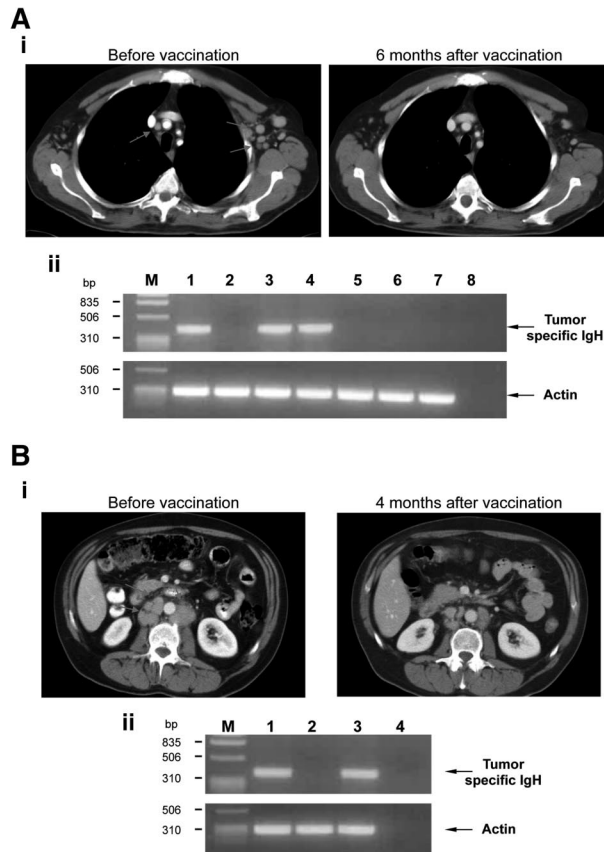 A
i
Before vaccination
6 months after vaccination
ii
bp M 1 2 3 4 5 6 7 8
835
506
310
Tumor
specific IgH
506
310
Actin
B
i
Before vaccination
4 months after vaccination
ii
bp M 1 2 3 4
835
506
310
Tumor
specific IgH
506
310
Actin